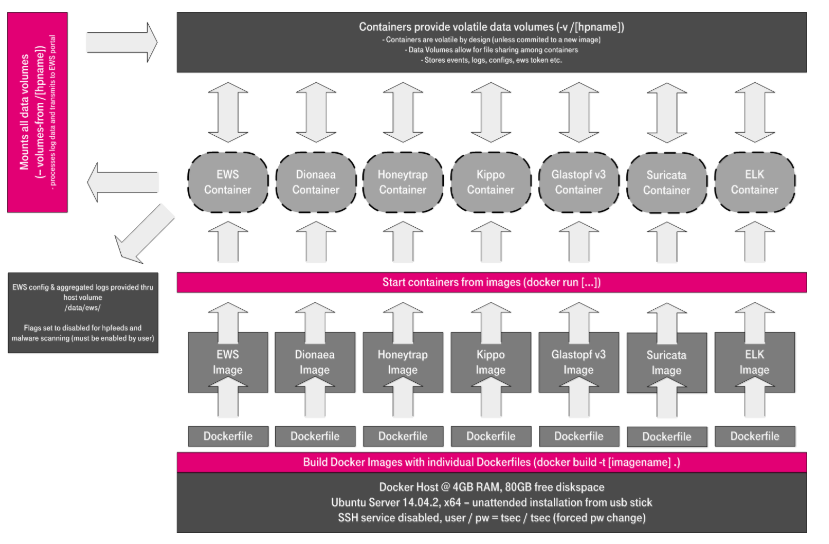 Containers provide volatile data volumes (-v /[hpname])
- Containers are volatile by design (unless commited to a new image)
- Data Volumes allow for file sharing among containers
- Stores events, logs, configs, ews token etc.
Mounts all data volumes
(– volumes-from /[hpname])
- processes log data and transmits to EWS portal
EWS
Container
Dionaea
Container
Honeytrap
Container
Kippo
Container
Glastopf v3
Container
Suricata
Container
ELK
Container
EWS config & aggregated logs provided thru
host volume
/data/ews/
Flags set to disabled for hpfeeds and
malware scanning (must be enabled by user)
Start containers from images (docker run [...])
EWS
Image
Dionaea
Image
Honeytrap
Image
Kippo
Image
Glastopf v3
Image
Suricata
Image
ELK
Image
Dockerfile
Dockerfile
Dockerfile
Dockerfile
Dockerfile
Dockerfile
Dockerfile
Build Docker Images with individual Dockerfiles (docker build -t [imagename] .)
Docker Host @ 4GB RAM, 80GB free diskspace
Ubuntu Server 14.04.2, x64 – unattended installation from usb stick
SSH service disabled, user / pw = tsec / tsec (forced pw change)